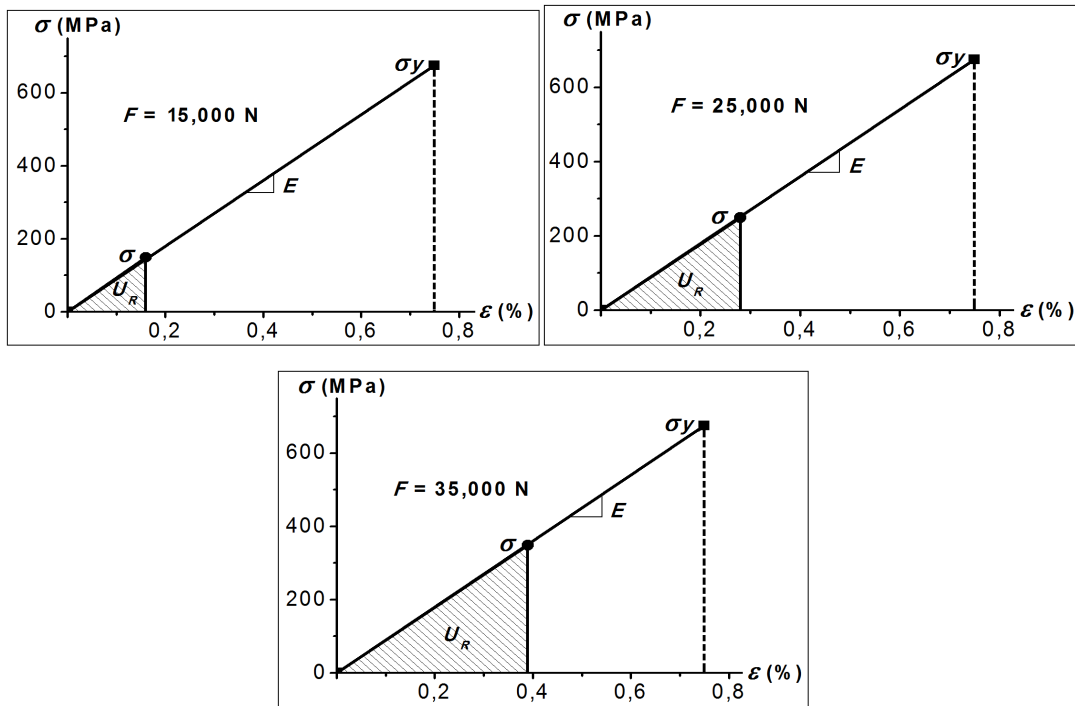 σ (MPa)
σy
600
F = 15,000 N
400
E
200
σ
U_R
0
ε (%)
0,2 0,4 0,6 0,8
σ (MPa)
σy
600
F = 25,000 N
400
E
σ
200
U_R
0
ε (%)
0,2 0,4 0,6 0,8
σ (MPa)
σy
600
F = 35,000 N
E
400
σ
200
U_R
0
ε (%)
0,2 0,4 0,6 0,8